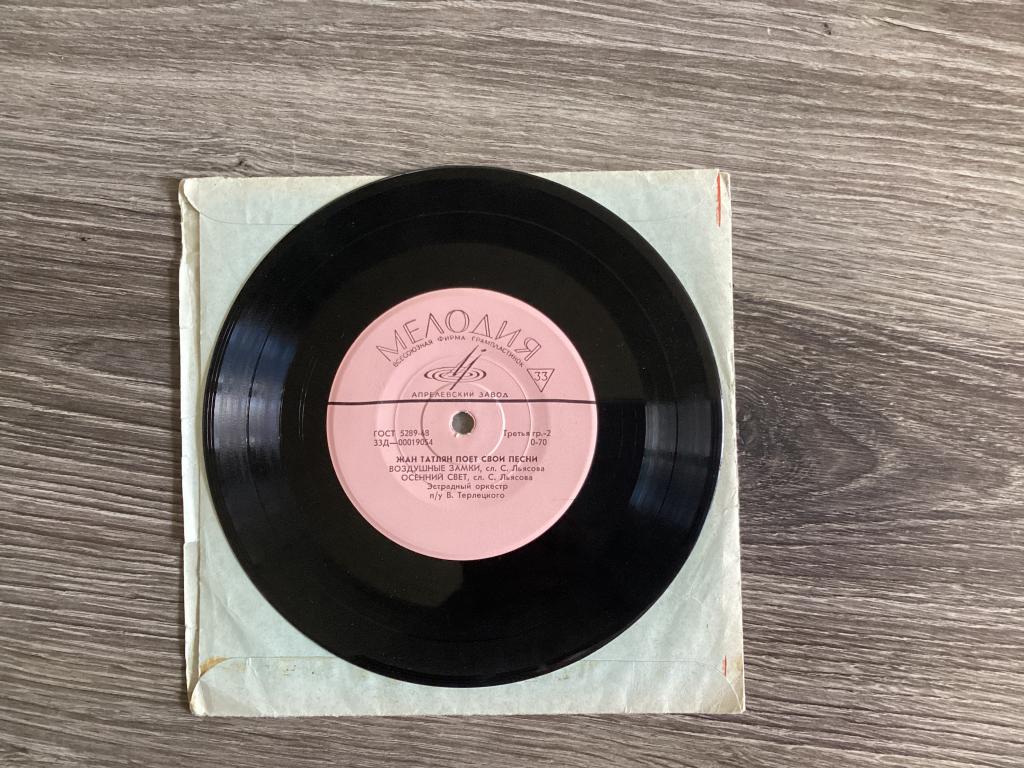 МЕЛОДИЯ
ВСЕСОЮЗНАЯ ФИРМА ГРАМПЛАСТИНОК
33
АПРЕЛЕВСКИЙ ЗАВОД
ГОСТ 5289-68 Третья гр.-2
33Д—00019054 0-70
ЖАН ТАТЛЯН ПОЕТ СВОИ ПЕСНИ
ВОЗДУШНЫЕ ЗАМКИ, сл. С. Льясова
ОСЕННИЙ СВЕТ, сл. С. Льясова
Эстрадный оркестр
п/у В. Терлецкого